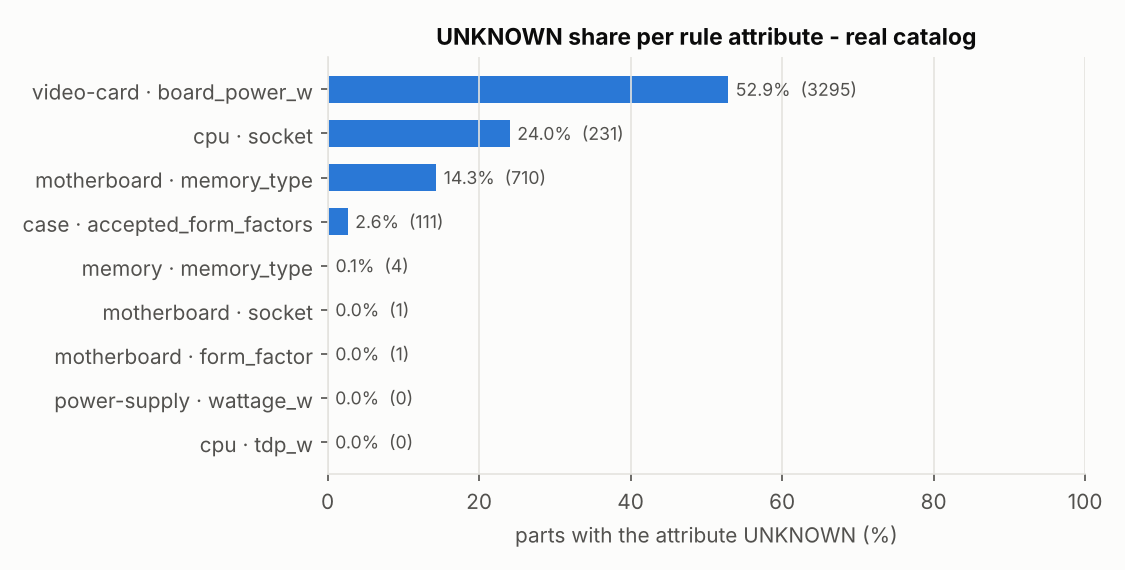 UNKNOWN share per rule attribute - real catalog
video-card · board_power_w 52.9% (3295)
cpu · socket 24.0% (231)
motherboard · memory_type 14.3% (710)
case · accepted_form_factors 2.6% (111)
memory · memory_type 0.1% (4)
motherboard · socket 0.0% (1)
motherboard · form_factor 0.0% (1)
power-supply · wattage_w 0.0% (0)
cpu · tdp_w 0.0% (0)
0 20 40 60 80 100
parts with the attribute UNKNOWN (%)